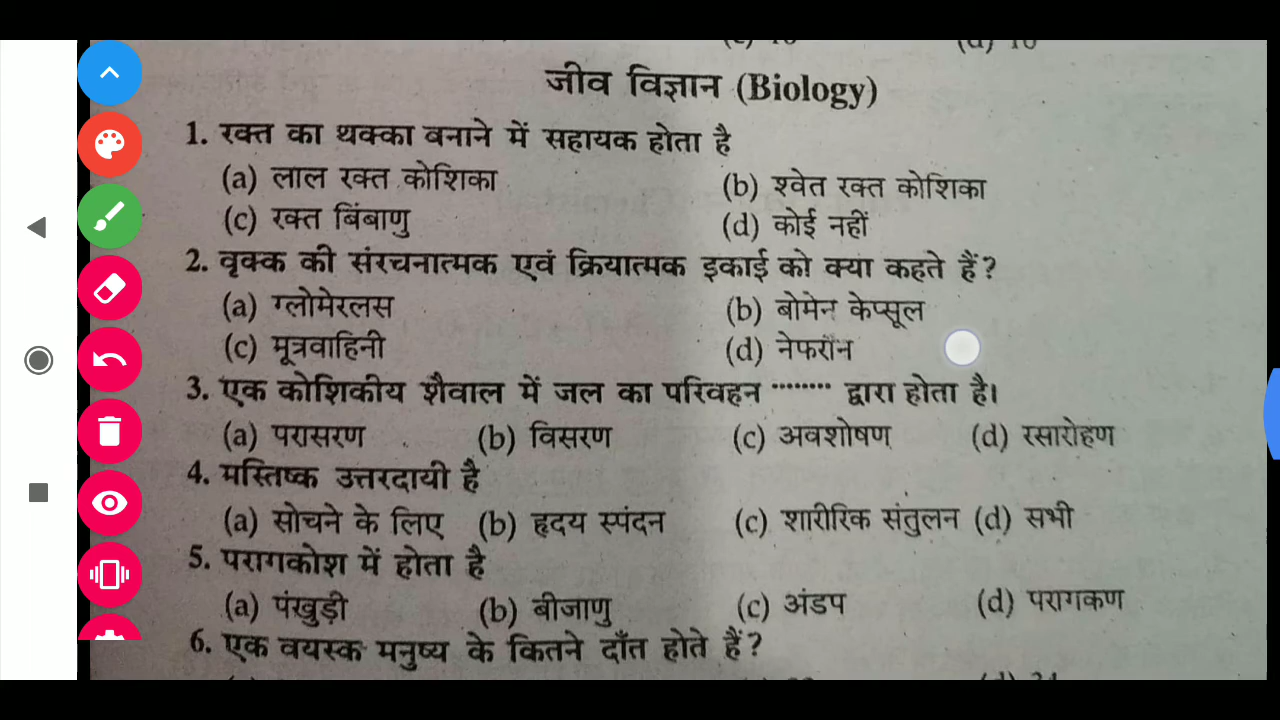 जीव विज्ञान (Biology)
1. रक्त का थक्का बनाने में सहायक होता है
(a) लाल रक्त कोशिका (b) श्वेत रक्त कोशिका
(c) रक्त बिंबाणु (d) कोई नहीं
2. वृक्क की संरचनात्मक एवं क्रियात्मक इकाई को क्या कहते हैं?
(a) ग्लोमेरलस (b) बोमेन केप्सूल
(c) मूत्रवाहिनी (d) नेफरॉन
3. एक कोशिकीय शैवाल में जल का परिवहन ........ द्वारा होता है।
(a) परासरण (b) विसरण (c) अवशोषण (d) रसारोहण
4. मस्तिष्क उत्तरदायी है
(a) सोचने के लिए (b) हृदय स्पंदन (c) शारीरिक संतुलन (d) सभी
5. परागकोश में होता है
(a) पंखुड़ी (b) बीजाणु (c) अंडप (d) परागकण
6. एक वयस्क मनुष्य के कितने दाँत होते हैं?